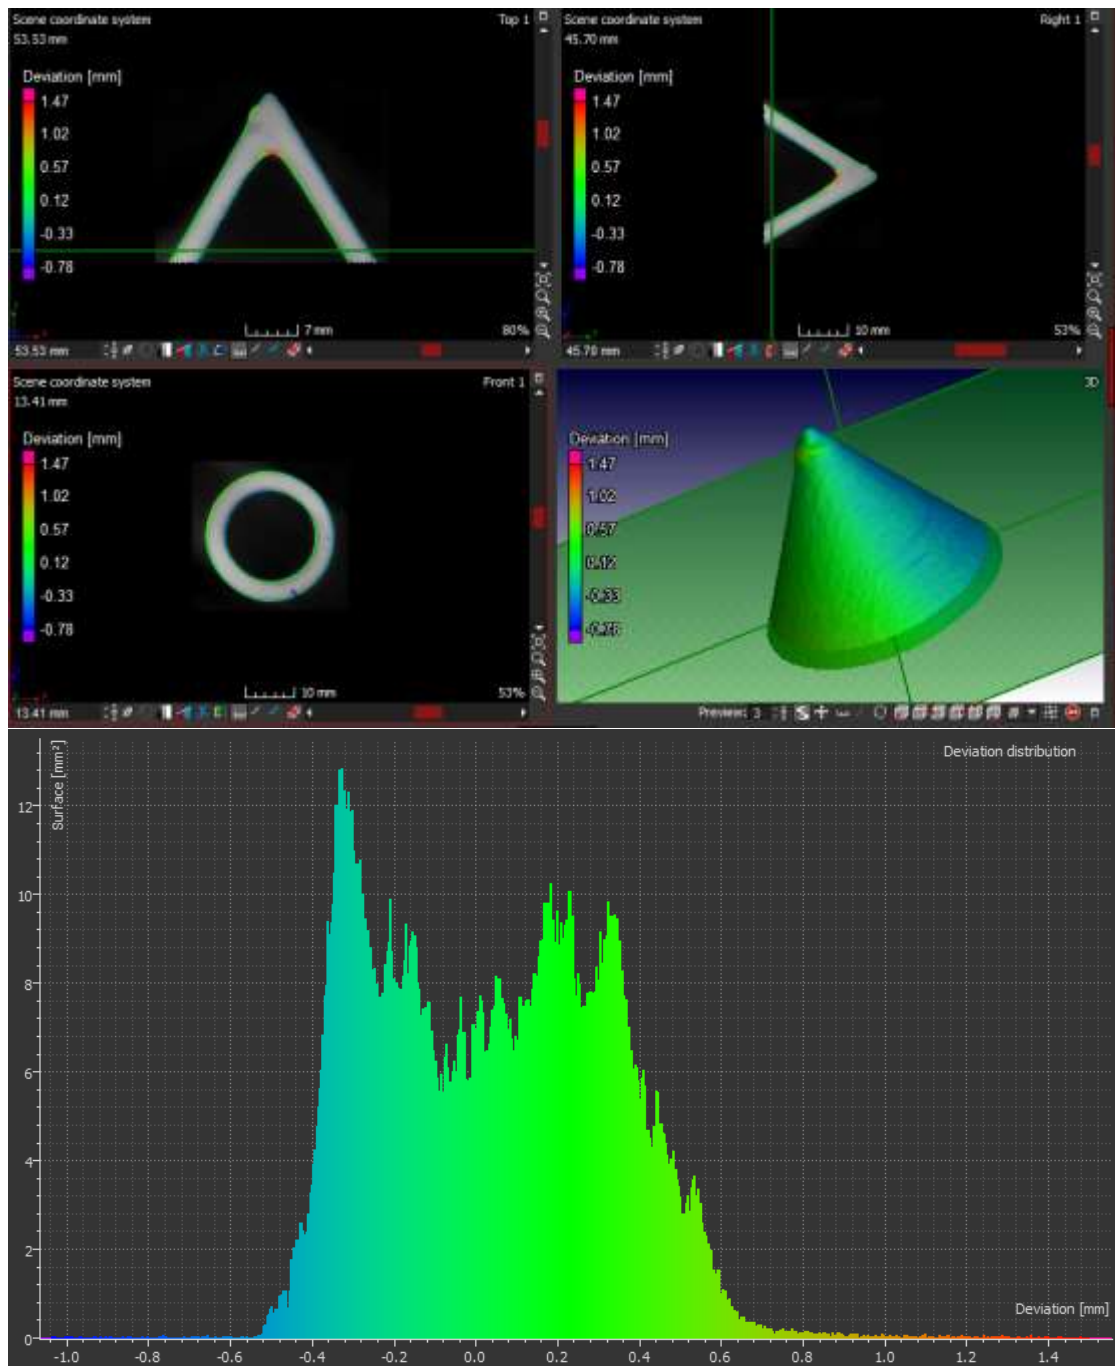 Scene coordinate system
Top 1
53.53 mm
Deviation [mm]
1.47
1.02
0.57
0.12
-0.33
-0.78
7 mm
80%
53.53 mm
Scene coordinate system
Right 1
45.70 mm
Deviation [mm]
1.47
1.02
0.57
0.12
-0.33
-0.78
10 mm
53%
45.70 mm
Scene coordinate system
Front 1
13.41 mm
Deviation [mm]
1.47
1.02
0.57
0.12
-0.33
-0.78
10 mm
53%
13.41 mm
3D
Deviation [mm]
1.47
1.02
0.57
0.12
-0.33
-0.78
Preview: 3
Deviation distribution
Surface [mm²]
12
10
8
6
4
2
0
Deviation [mm]
-1.0 -0.8 -0.6 -0.4 -0.2 0.0 0.2 0.4 0.6 0.8 1.0 1.2 1.4